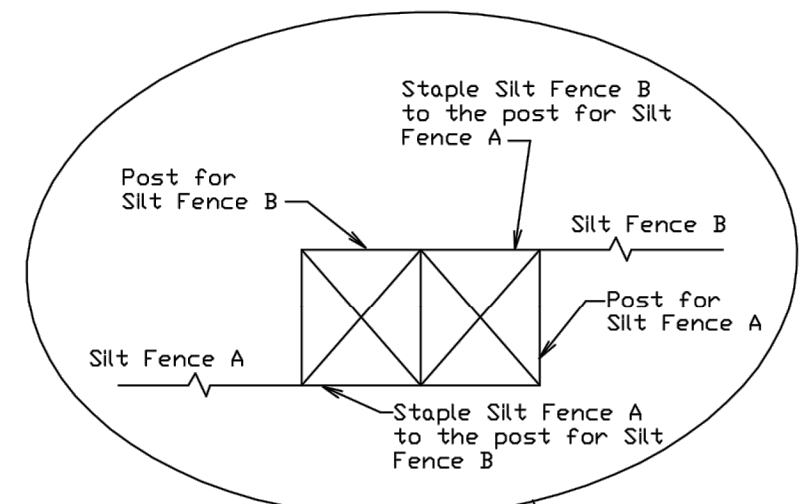 Staple Silt Fence B
to the post for Silt
Fence A
Post for
Silt Fence B
Silt Fence B
Post for
Silt Fence A
Silt Fence A
Staple Silt Fence A
to the post for Silt
Fence B